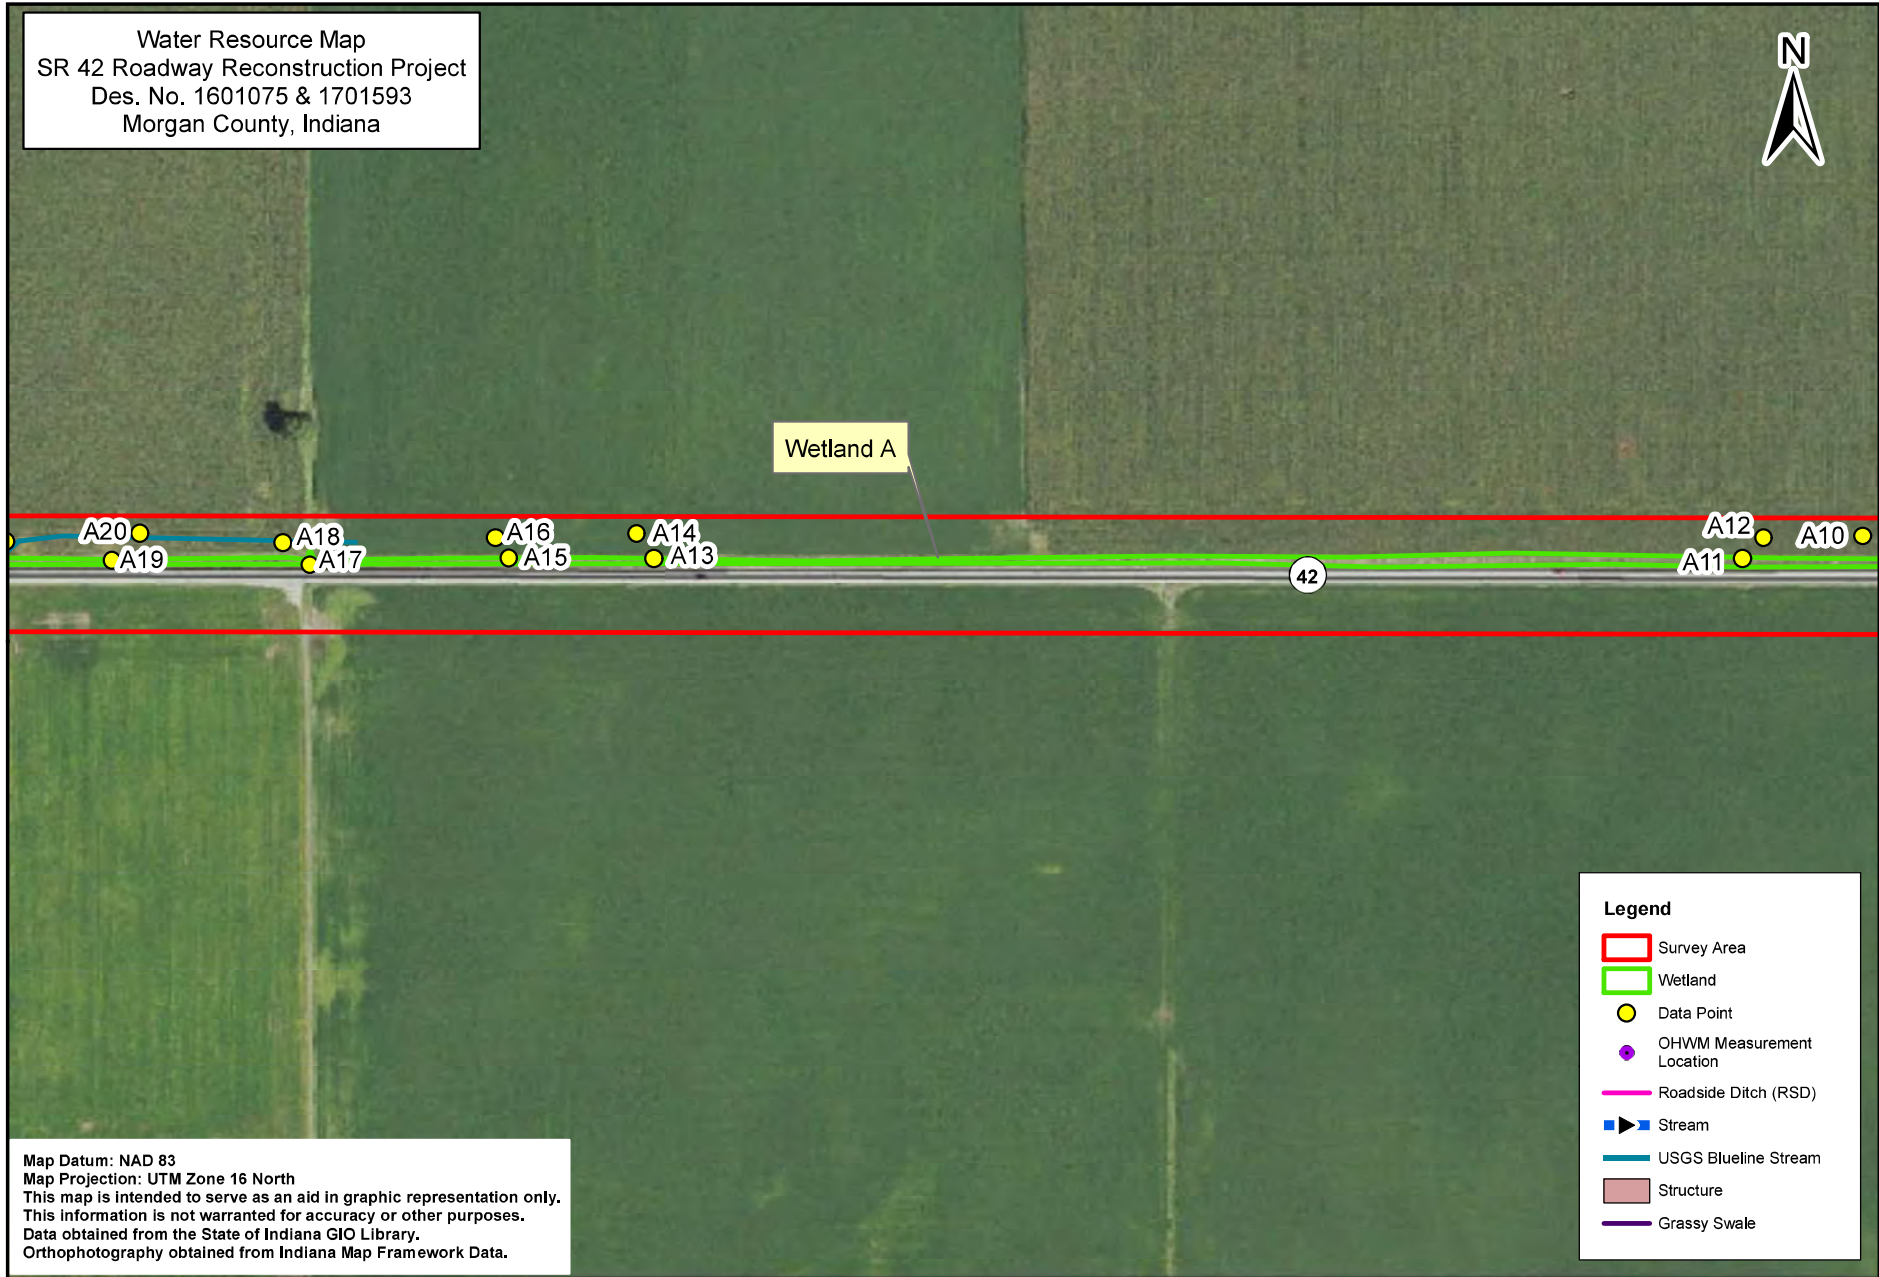 Water Resource Map
SR 42 Roadway Reconstruction Project
Des. No. 1601075 & 1701593
Morgan County, Indiana
N
Wetland A
A20
A18
A16
A14
A12
A10
A19
A17
A15
A13
A11
42
Legend
Survey Area
Wetland
Data Point
OHWM Measurement
Location
Roadside Ditch (RSD)
Stream
USGS Blueline Stream
Structure
Grassy Swale
Map Datum: NAD 83
Map Projection: UTM Zone 16 North
This map is intended to serve as an aid in graphic representation only.
This information is not warranted for accuracy or other purposes.
Data obtained from the State of Indiana GIO Library.
Orthophotography obtained from Indiana Map Framework Data.